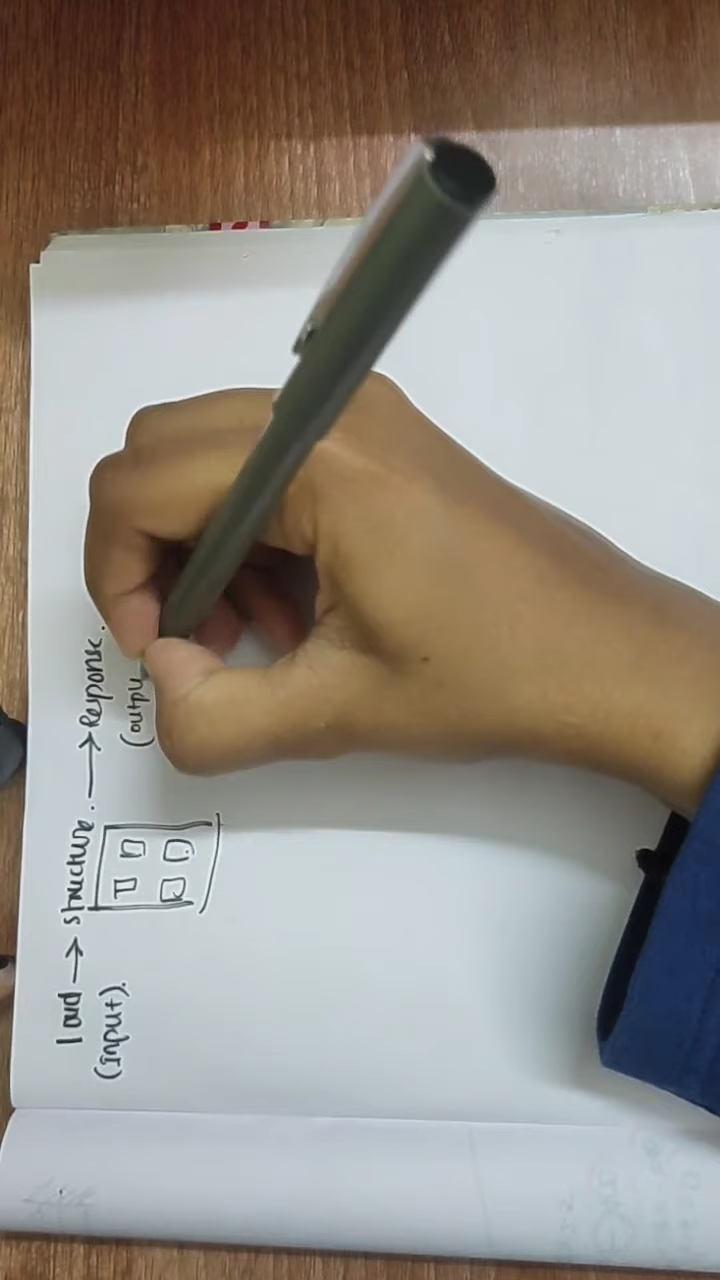 load → structure. → Response.
(input). (outpu